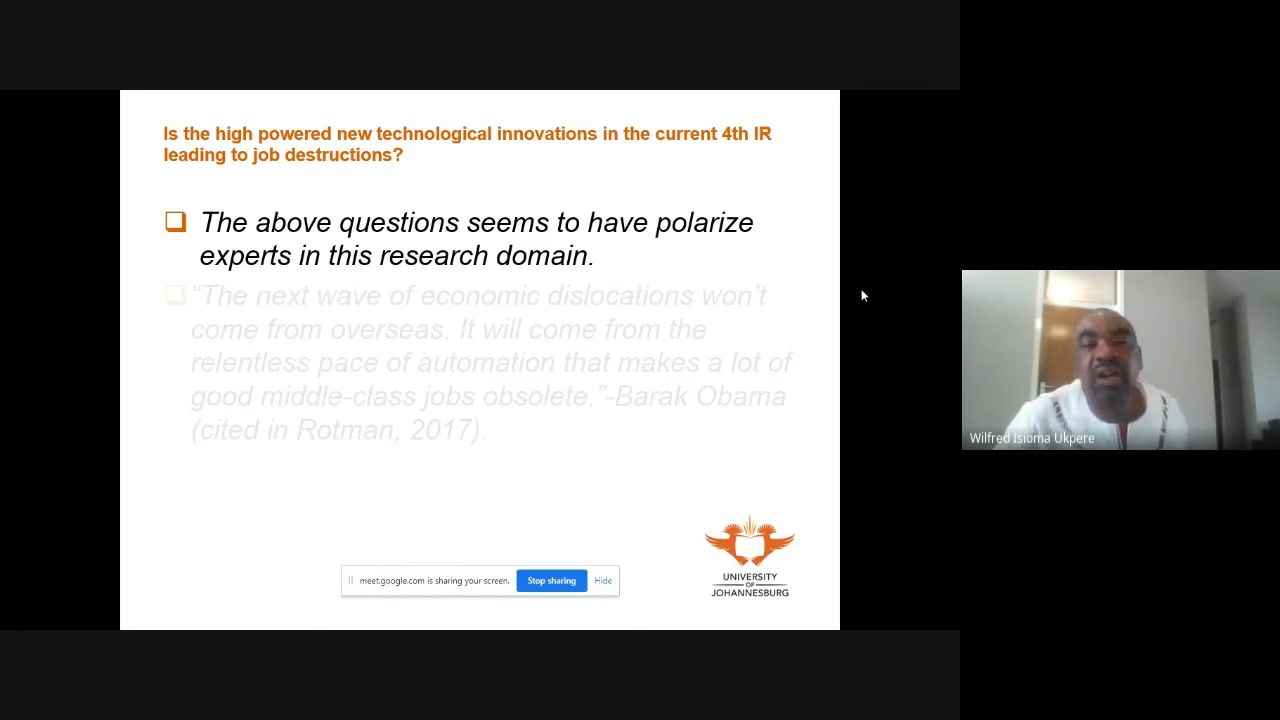 Is the high powered new technological innovations in the current 4th IR
leading to job destructions?
The above questions seems to have polarize
experts in this research domain.
“The next wave of economic dislocations won’t
come from overseas. It will come from the
relentless pace of automation that makes a lot of
good middle-class jobs obsolete.”-Barak Obama
(cited in Rotman, 2017).
Wilfred Isioma Ukpere
meet.google.com is sharing your screen. Stop sharing Hide
UNIVERSITY
OF
JOHANNESBURG